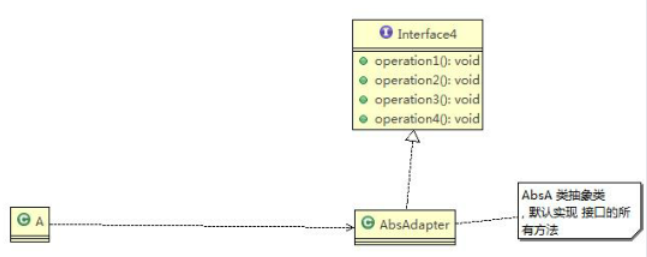 I Interface4
operation1(): void
operation2(): void
operation3(): void
operation4(): void
C A
C AbsAdapter
AbsA 类抽象类
, 默认实现 接口的所
有方法